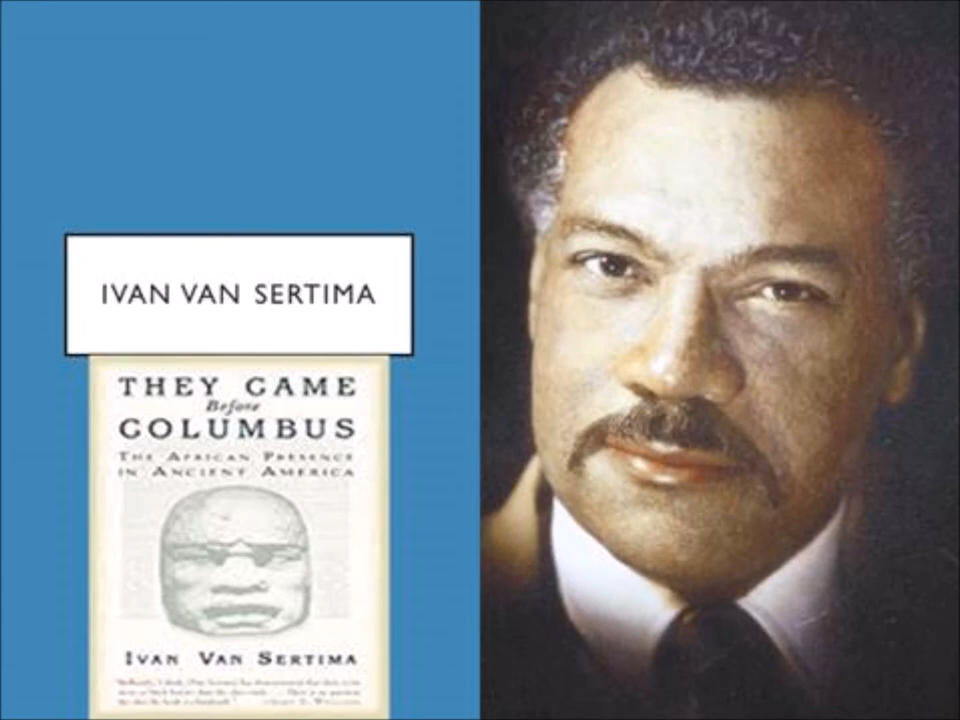 IVAN VAN SERTIMA
THEY CAME
Before
COLUMBUS
THE AFRICAN PRESENCE
IN ANCIENT AMERICA
IVAN VAN SERTIMA